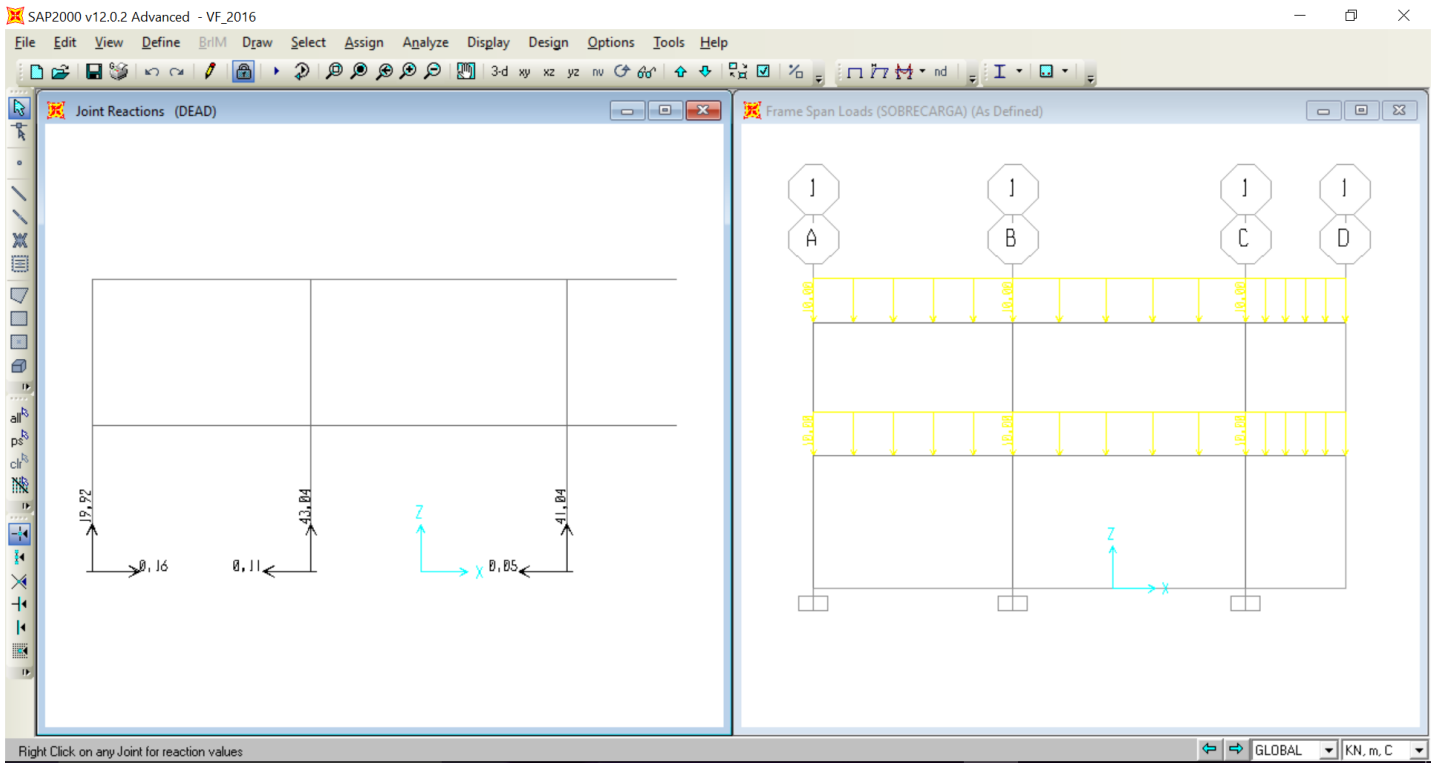 SAP2000 v12.0.2 Advanced - VF_2016
File Edit View Define BrIM Draw Select Assign Analyze Display Design Options Tools Help
3-d xy xz yz nv nd
Joint Reactions (DEAD)
19,92
43,04
41,04
0,16
0,11
0,05
Z
X
Frame Span Loads (SOBRECARGA) (As Defined)
1 1 1 1
A B C D
10,00 10,00 10,00
10,00 10,00 10,00
Z
X
all
ps
clr
Right Click on any Joint for reaction values
GLOBAL
KN, m, C